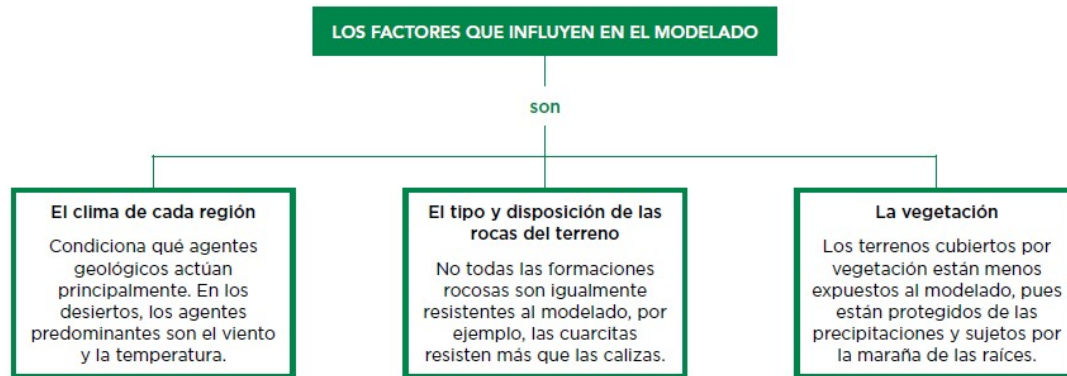 LOS FACTORES QUE INFLUYEN EN EL MODELADO
son
El clima de cada región
Condiciona qué agentes
geológicos actúan
principalmente. En los
desiertos, los agentes
predominantes son el viento
y la temperatura.
El tipo y disposición de las
rocas del terreno
No todas las formaciones
rocosas son igualmente
resistentes al modelado, por
ejemplo, las cuarcitas
resisten más que las calizas.
La vegetación
Los terrenos cubiertos por
vegetación están menos
expuestos al modelado, pues
están protegidos de las
precipitaciones y sujetos por
la maraña de las raíces.